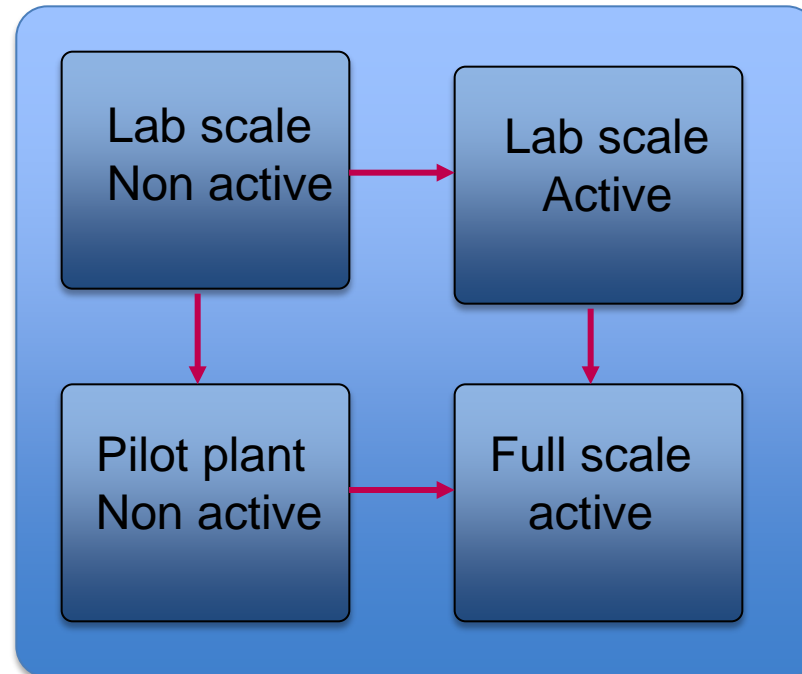 Lab scale
Non active
Lab scale
Active
Pilot plant
Non active
Full scale
active